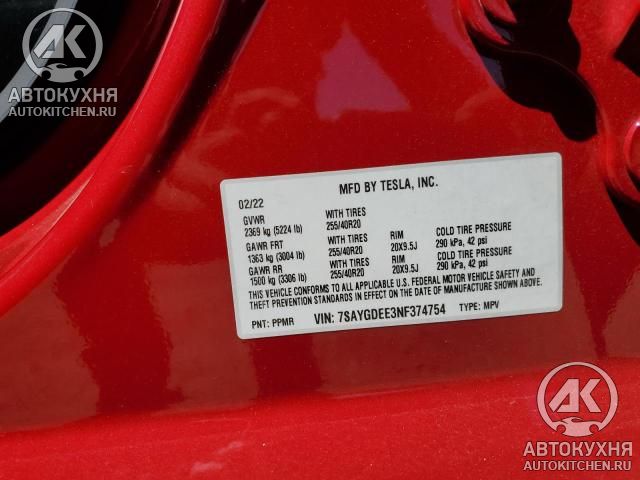 АК
АВТОКУХНЯ
AUTOKITCHEN.RU
MFD BY TESLA, INC.
02/22
GVWR WITH TIRES
2369 kg (5224 lb) 255/40R20
GAWR FRT WITH TIRES RIM COLD TIRE PRESSURE
1363 kg (3004 lb) 255/40R20 20X9.5J 290 kPa, 42 psi
GAWR RR WITH TIRES RIM COLD TIRE PRESSURE
1500 kg (3306 lb) 255/40R20 20X9.5J 290 kPa, 42 psi
THIS VEHICLE CONFORMS TO ALL APPLICABLE U.S. FEDERAL MOTOR VEHICLE SAFETY AND
THEFT PREVENTION STANDARDS IN EFFECT ON THE DATE OF MANUFACTURE SHOWN ABOVE.
PNT: PPMR VIN: 7SAYGDEE3NF374754 TYPE: MPV
АК
АВТОКУХНЯ
AUTOKITCHEN.RU